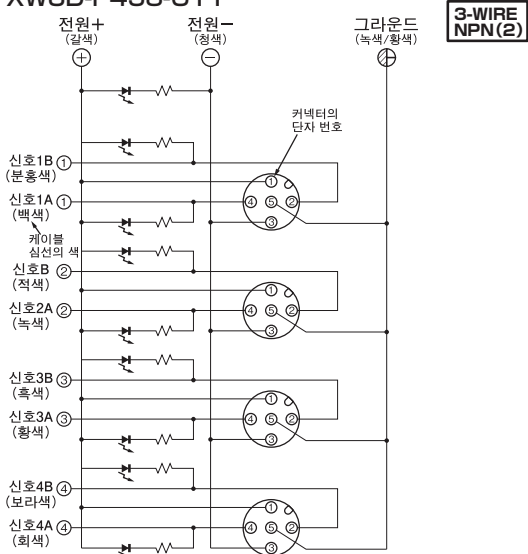 3-WIRE
NPN(2)
전원+
(갈색)
전원−
(청색)
그라운드
(녹색/황색)
커넥터의
단자 번호
신호1B ①
(분홍색)
신호1A ①
(백색)
케이블
심선의 색
① ④ ⑤ ② ③
신호B ②
(적색)
신호2A ②
(녹색)
① ④ ⑤ ② ③
신호3B ③
(흑색)
신호3A ③
(황색)
① ④ ⑤ ② ③
신호4B ④
(보라색)
신호4A ④
(회색)
① ④ ⑤ ② ③